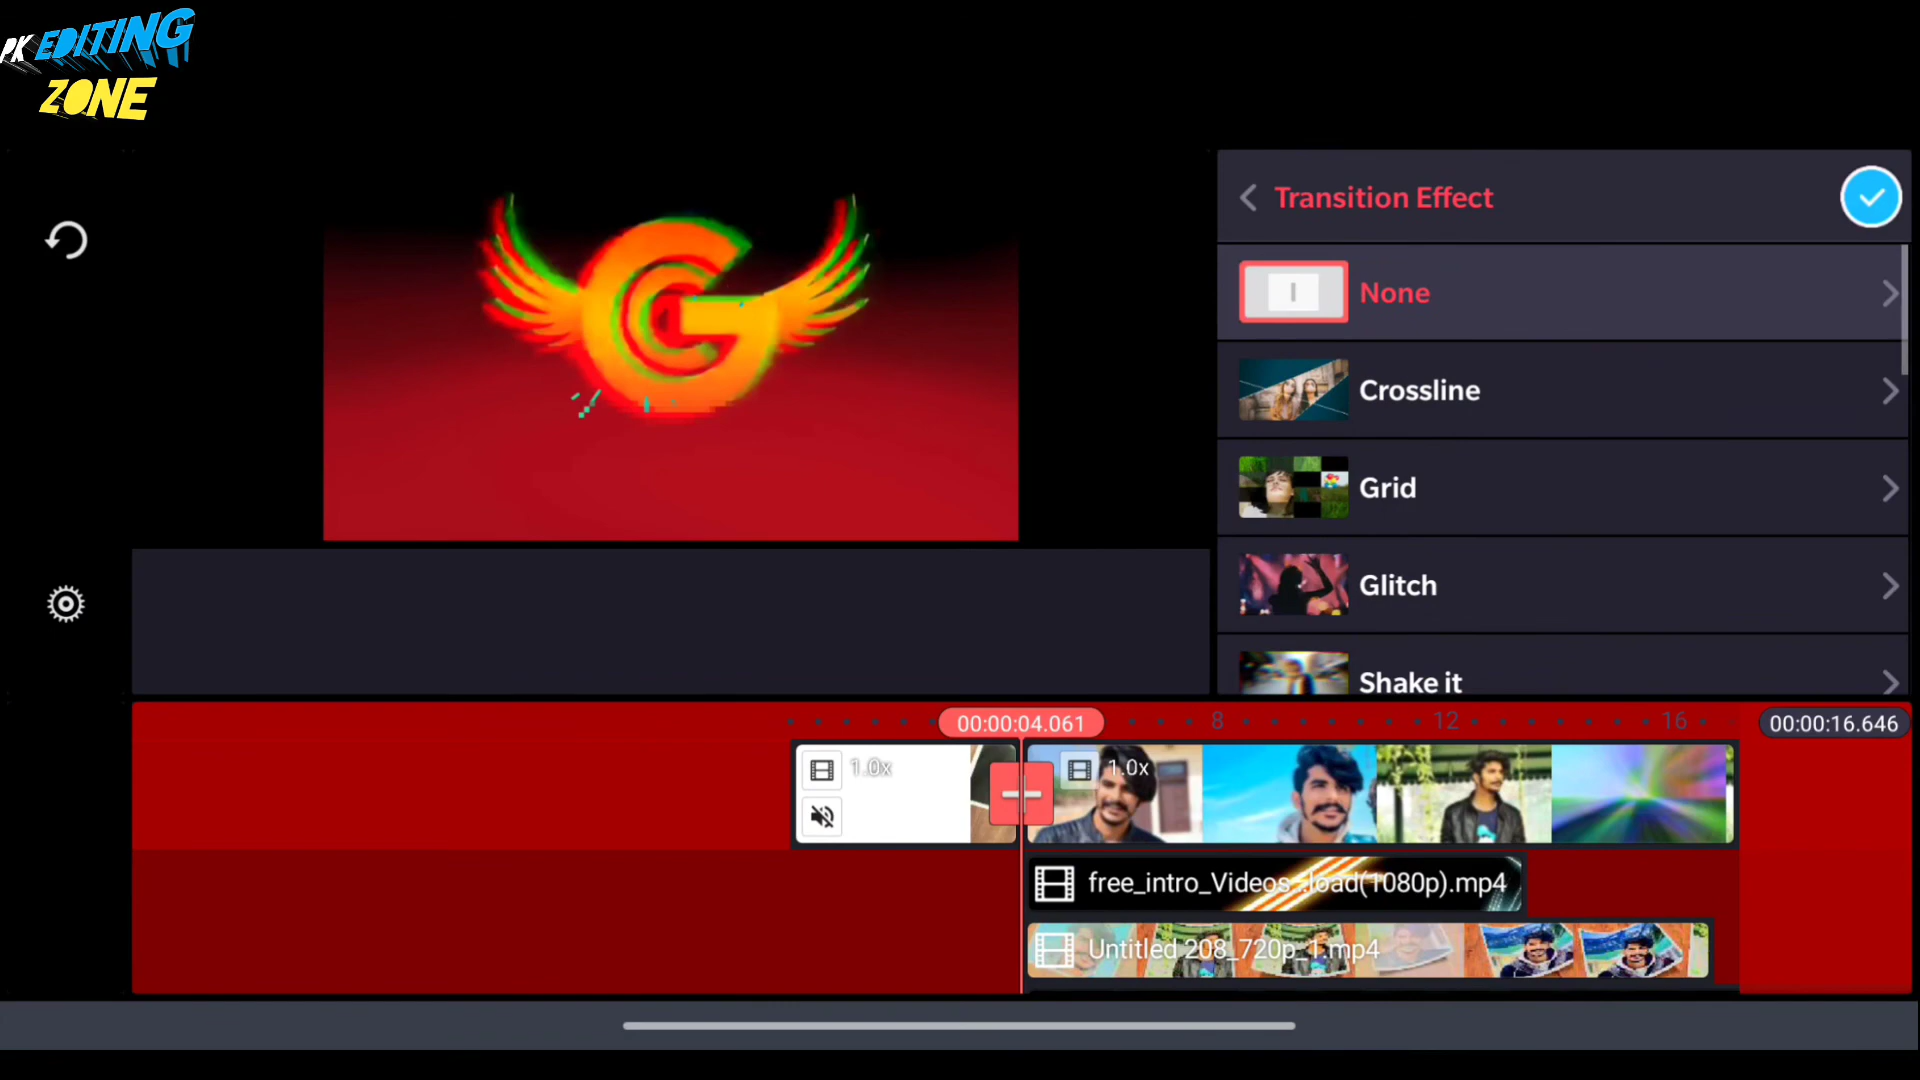 PK EDITING
ZONE
Transition Effect
None
Crossline
Grid
Glitch
Shake it
00:00:04.061
8
12
16
00:00:16.646
1.0x
1.0x
free_intro_Videos...load(1080p).mp4
Untitled 208_720p_1.mp4